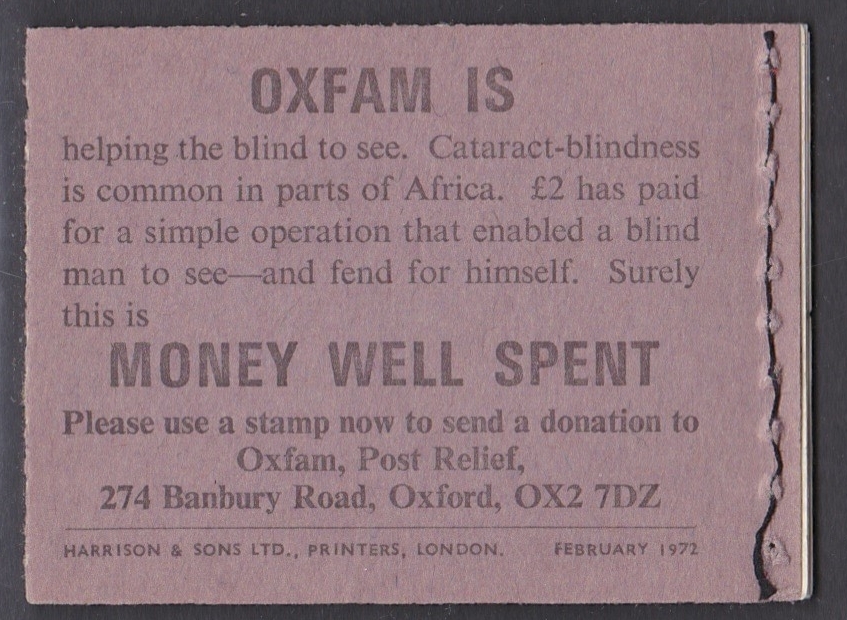 OXFAM IS
helping the blind to see. Cataract-blindness
is common in parts of Africa. £2 has paid
for a simple operation that enabled a blind
man to see—and fend for himself. Surely
this is
MONEY WELL SPENT
Please use a stamp now to send a donation to
Oxfam, Post Relief,
274 Banbury Road, Oxford, OX2 7DZ
HARRISON & SONS LTD., PRINTERS, LONDON. FEBRUARY 1972